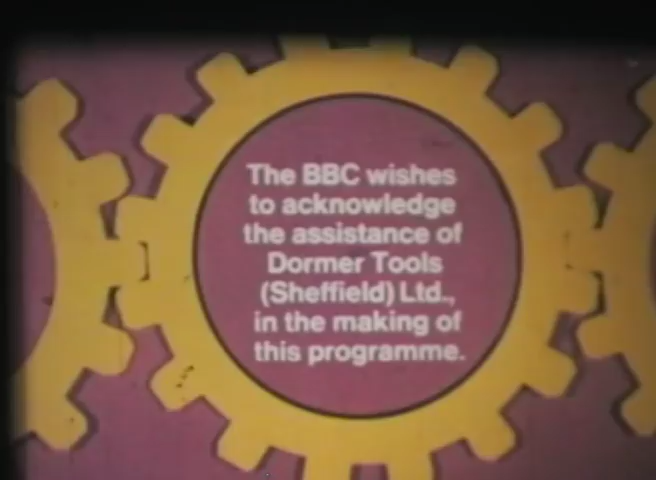 The BBC wishes
to acknowledge
the assistance of
Dormer Tools
(Sheffield) Ltd.,
in the making of
this programme.